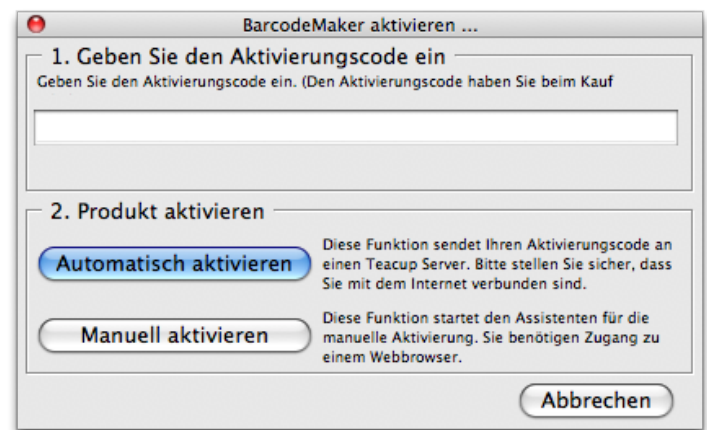 BarcodeMaker aktivieren ...
1. Geben Sie den Aktivierungscode ein
Geben Sie den Aktivierungscode ein. (Den Aktivierungscode haben Sie beim Kauf
2. Produkt aktivieren
Automatisch aktivieren
Diese Funktion sendet Ihren Aktivierungscode an
einen Teacup Server. Bitte stellen Sie sicher, dass
Sie mit dem Internet verbunden sind.
Manuell aktivieren
Diese Funktion startet den Assistenten für die
manuelle Aktivierung. Sie benötigen Zugang zu
einem Webbrowser.
Abbrechen